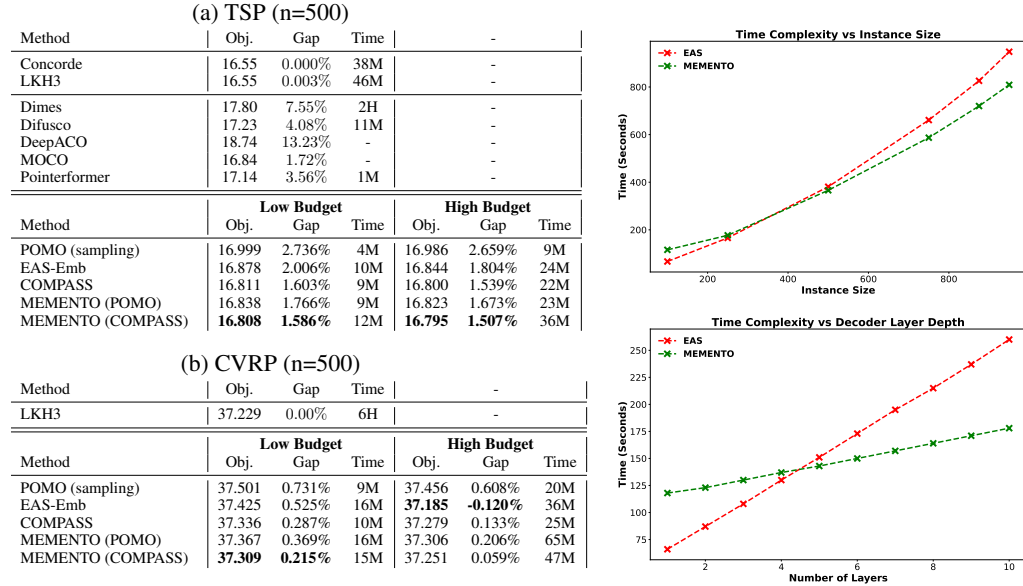 (a) TSP (n=500)
Method Obj. Gap Time -
Concorde 16.55 0.000% 38M -
LKH3 16.55 0.003% 46M -
Dimes 17.80 7.55% 2H -
Difusco 17.23 4.08% 11M -
DeepACO 18.74 13.23% - -
MOCO 16.84 1.72% - -
Pointerformer 17.14 3.56% 1M -
Low Budget High Budget
Method Obj. Gap Time Obj. Gap Time
POMO (sampling) 16.999 2.736% 4M 16.986 2.659% 9M
EAS-Emb 16.878 2.006% 10M 16.844 1.804% 24M
COMPASS 16.811 1.603% 9M 16.800 1.539% 22M
MEMENTO (POMO) 16.838 1.766% 9M 16.823 1.673% 23M
MEMENTO (COMPASS) 16.808 1.586% 12M 16.795 1.507% 36M
(b) CVRP (n=500)
Method Obj. Gap Time -
LKH3 37.229 0.00% 6H -
Low Budget High Budget
Method Obj. Gap Time Obj. Gap Time
POMO (sampling) 37.501 0.731% 9M 37.456 0.608% 20M
EAS-Emb 37.425 0.525% 16M 37.185 -0.120% 36M
COMPASS 37.336 0.287% 10M 37.279 0.133% 25M
MEMENTO (POMO) 37.367 0.369% 16M 37.306 0.206% 65M
MEMENTO (COMPASS) 37.309 0.215% 15M 37.251 0.059% 47M
Time Complexity vs Instance Size
EAS
MEMENTO
Time (Seconds)
800
600
400
200
200 400 600 800
Instance Size
Time Complexity vs Decoder Layer Depth
EAS
MEMENTO
Time (Seconds)
250
225
200
175
150
125
100
75
2 4 6 8 10
Number of Layers